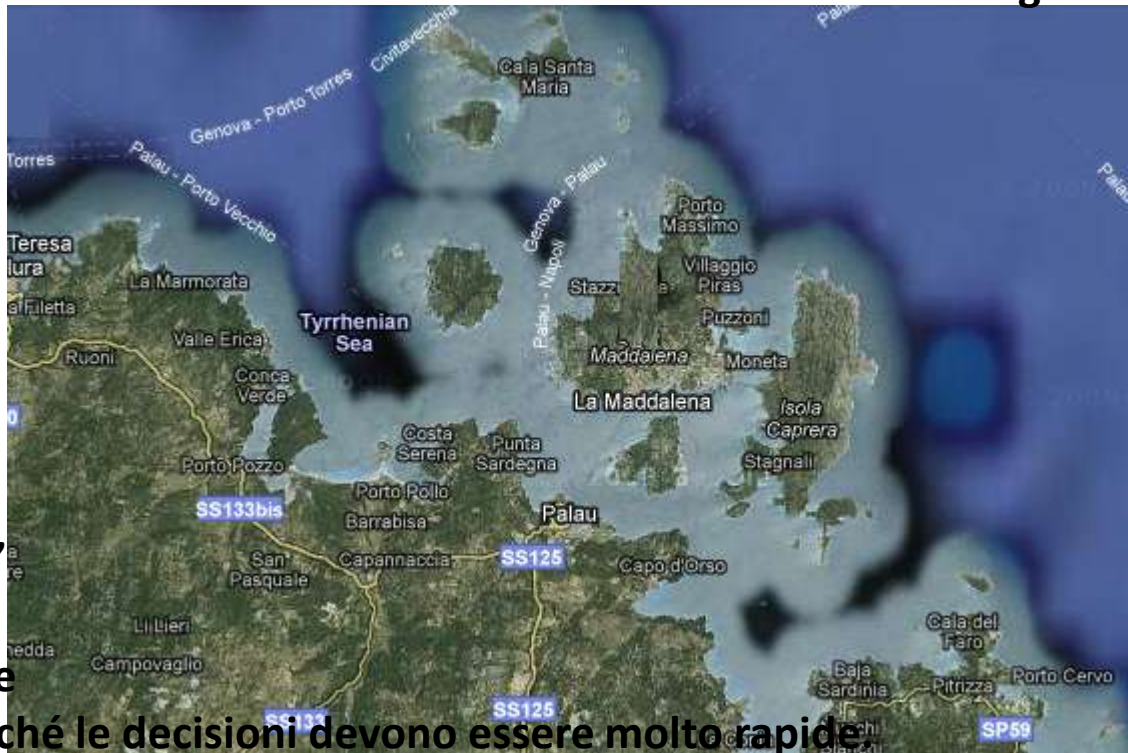 Palau
Civitavecchia
Cala Santa
Maria
Genova - Porto Torres
Torres
Palau - Porto Vecchio
Genova - Palau
Porto
Massimo
Teresa
Villaggio
Piras
La Marmorata
Palau - Napoli
Puzzoni
Tyrrhenian
Sea
Valle Erica
Ruoni
Maddalena
Moneta
Conca
Verde
La Maddalena
Isola
Caprera
Costa
Serena
Punta
Sardegna
Stagnali
Porto Pozzo
Porto Pollo
SS133bis
Palau
Barrabisa
San
Pasquale
Capannaccia
SS125
Capo d'Orso
Li Lieri
Cala del
Faro
Campovaglio
Baja
Sardinia
Pitrizza
Porto Cervo
SS133
SS125
SP59
ché le decisioni devono essere molto rapide